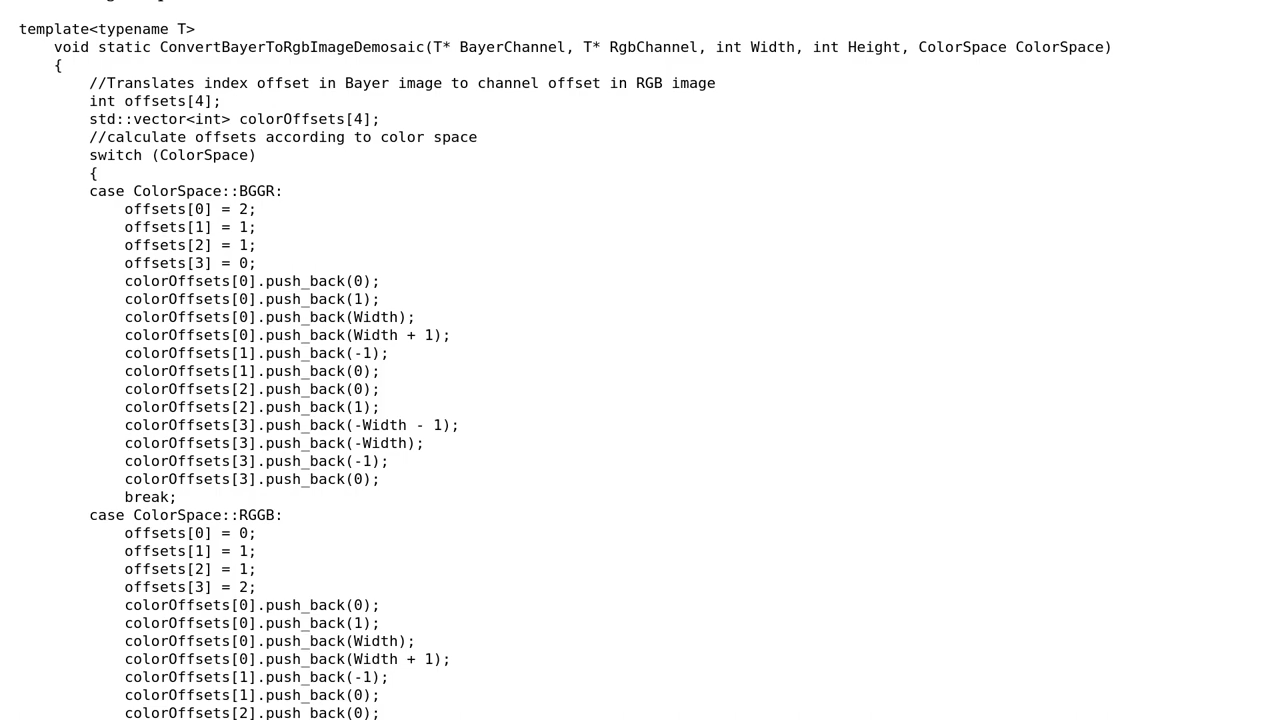 template<typename T>
void static ConvertBayerToRgbImageDemosaic(T* BayerChannel, T* RgbChannel, int Width, int Height, ColorSpace ColorSpace)
{
//Translates index offset in Bayer image to channel offset in RGB image
int offsets[4];
std::vector<int> colorOffsets[4];
//calculate offsets according to color space
switch (ColorSpace)
{
case ColorSpace::BGGR:
offsets[0] = 2;
offsets[1] = 1;
offsets[2] = 1;
offsets[3] = 0;
colorOffsets[0].push_back(0);
colorOffsets[0].push_back(1);
colorOffsets[0].push_back(Width);
colorOffsets[0].push_back(Width + 1);
colorOffsets[1].push_back(-1);
colorOffsets[1].push_back(0);
colorOffsets[2].push_back(0);
colorOffsets[2].push_back(1);
colorOffsets[3].push_back(-Width - 1);
colorOffsets[3].push_back(-Width);
colorOffsets[3].push_back(-1);
colorOffsets[3].push_back(0);
break;
case ColorSpace::RGGB:
offsets[0] = 0;
offsets[1] = 1;
offsets[2] = 1;
offsets[3] = 2;
colorOffsets[0].push_back(0);
colorOffsets[0].push_back(1);
colorOffsets[0].push_back(Width);
colorOffsets[0].push_back(Width + 1);
colorOffsets[1].push_back(-1);
colorOffsets[1].push_back(0);
colorOffsets[2].push_back(0);